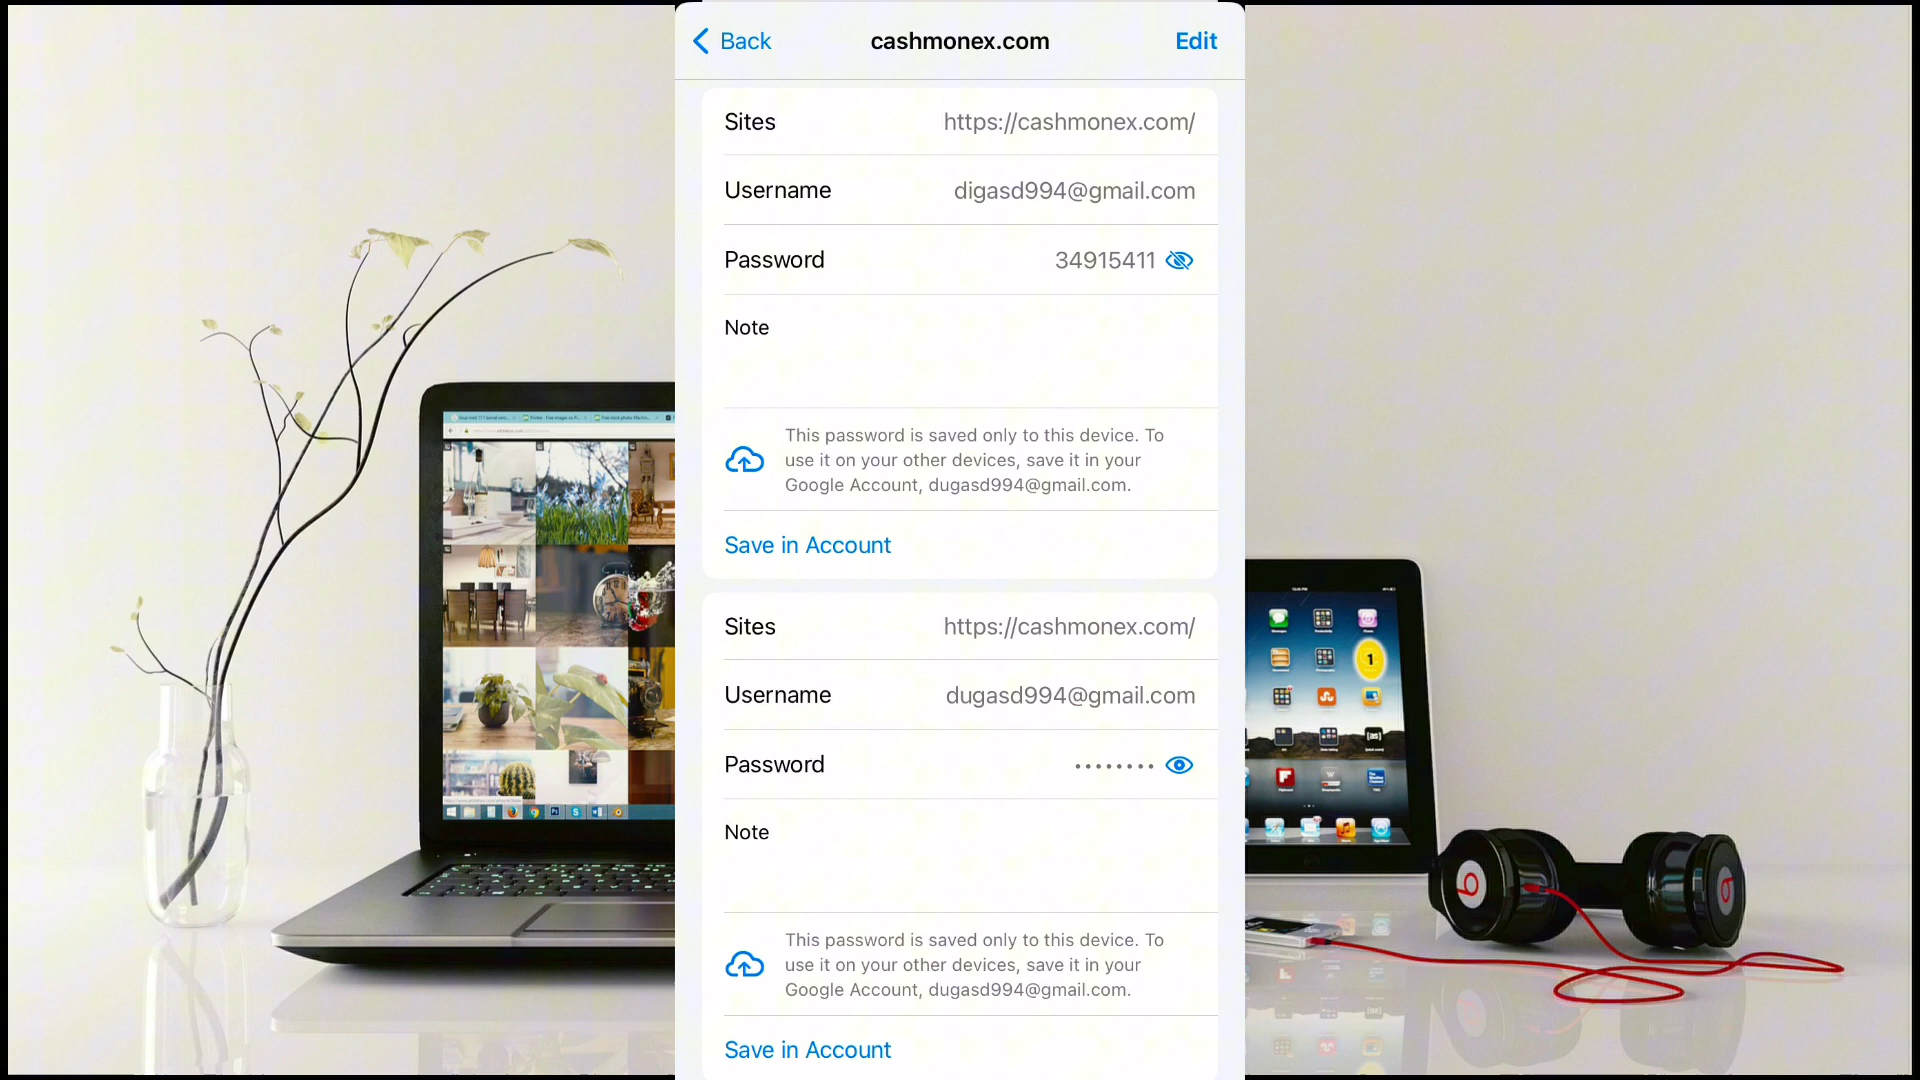 Back
cashmonex.com
Edit
Sites
https://cashmonex.com/
Username
digasd994@gmail.com
Password
34915411
Note
This password is saved only to this device. To
use it on your other devices, save it in your
Google Account, dugasd994@gmail.com.
Save in Account
Sites
https://cashmonex.com/
Username
dugasd994@gmail.com
Password
••••••••
Note
This password is saved only to this device. To
use it on your other devices, save it in your
Google Account, dugasd994@gmail.com.
Save in Account
1